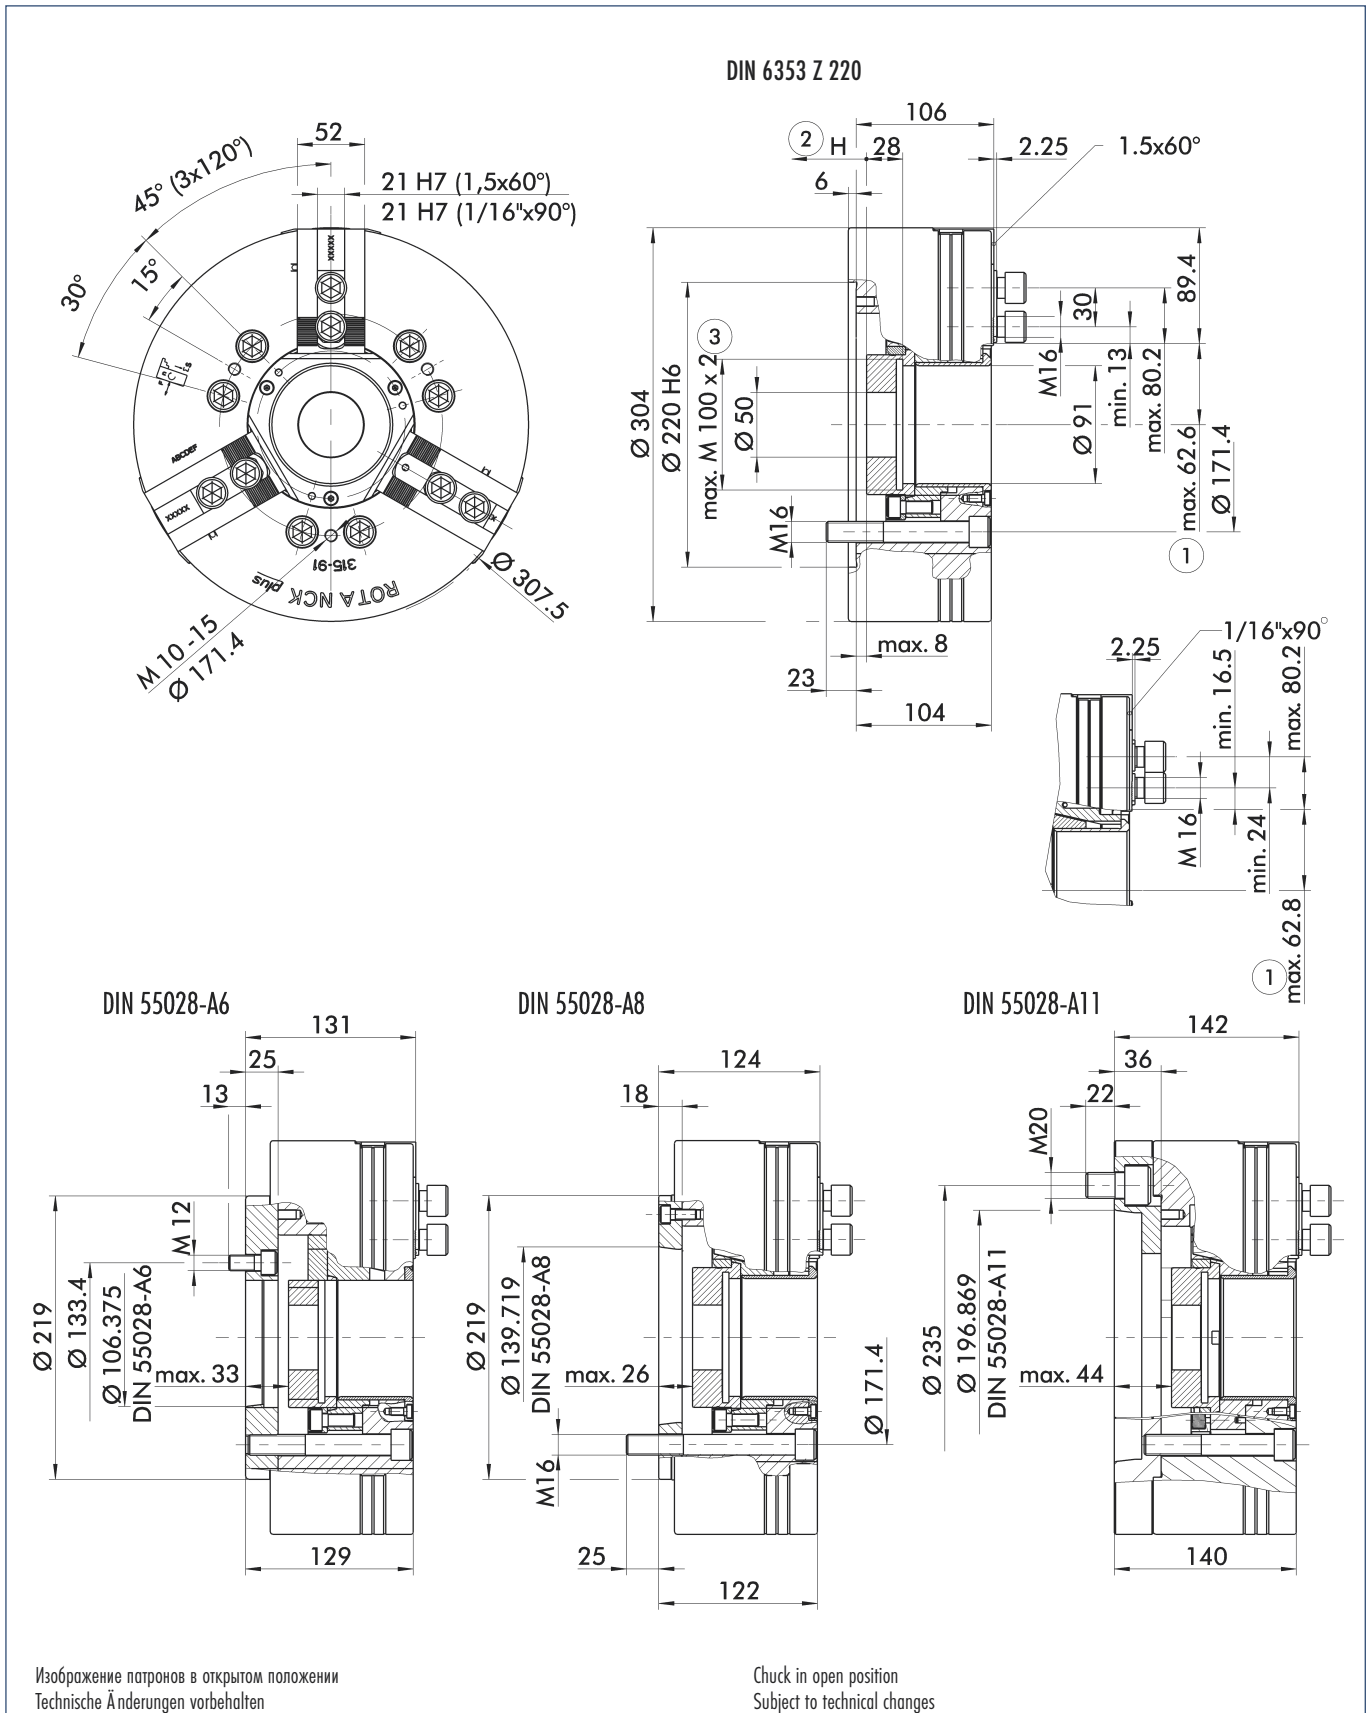 DIN 6353 Z 220
52
45° (3x120°)
30°
15°
21 H7 (1,5x60°)
21 H7 (1/16"x90°)
XXXXX
ABCDEF
XXXXX
315-91
ROTA NCK
plus
Ø 307.5
M 10 -15
Ø 171.4
106
2
H
28
2.25
1.5x60°
6
Ø 304
Ø 220 H6
max. M 100 x 2
3
Ø 50
M16
89.4
30
M16
min. 13
max. 80.2
Ø 91
max. 62.6
Ø 171.4
1
max. 8
23
104
1/16"x90°
2.25
min. 16.5
max. 80.2
M 16
min. 24
max. 62.8
1
DIN 55028-A6
131
25
13
M 12
Ø 219
Ø 133.4
Ø 106.375
DIN 55028-A6
max. 33
129
DIN 55028-A8
124
18
Ø 219
Ø 139.719
DIN 55028-A8
max. 26
M16
Ø 171.4
25
122
DIN 55028-A11
142
36
22
M20
Ø 235
Ø 196.869
DIN 55028-A11
max. 44
140
Изображение патронов в открытом положении
Technische Änderungen vorbehalten
Chuck in open position
Subject to technical changes